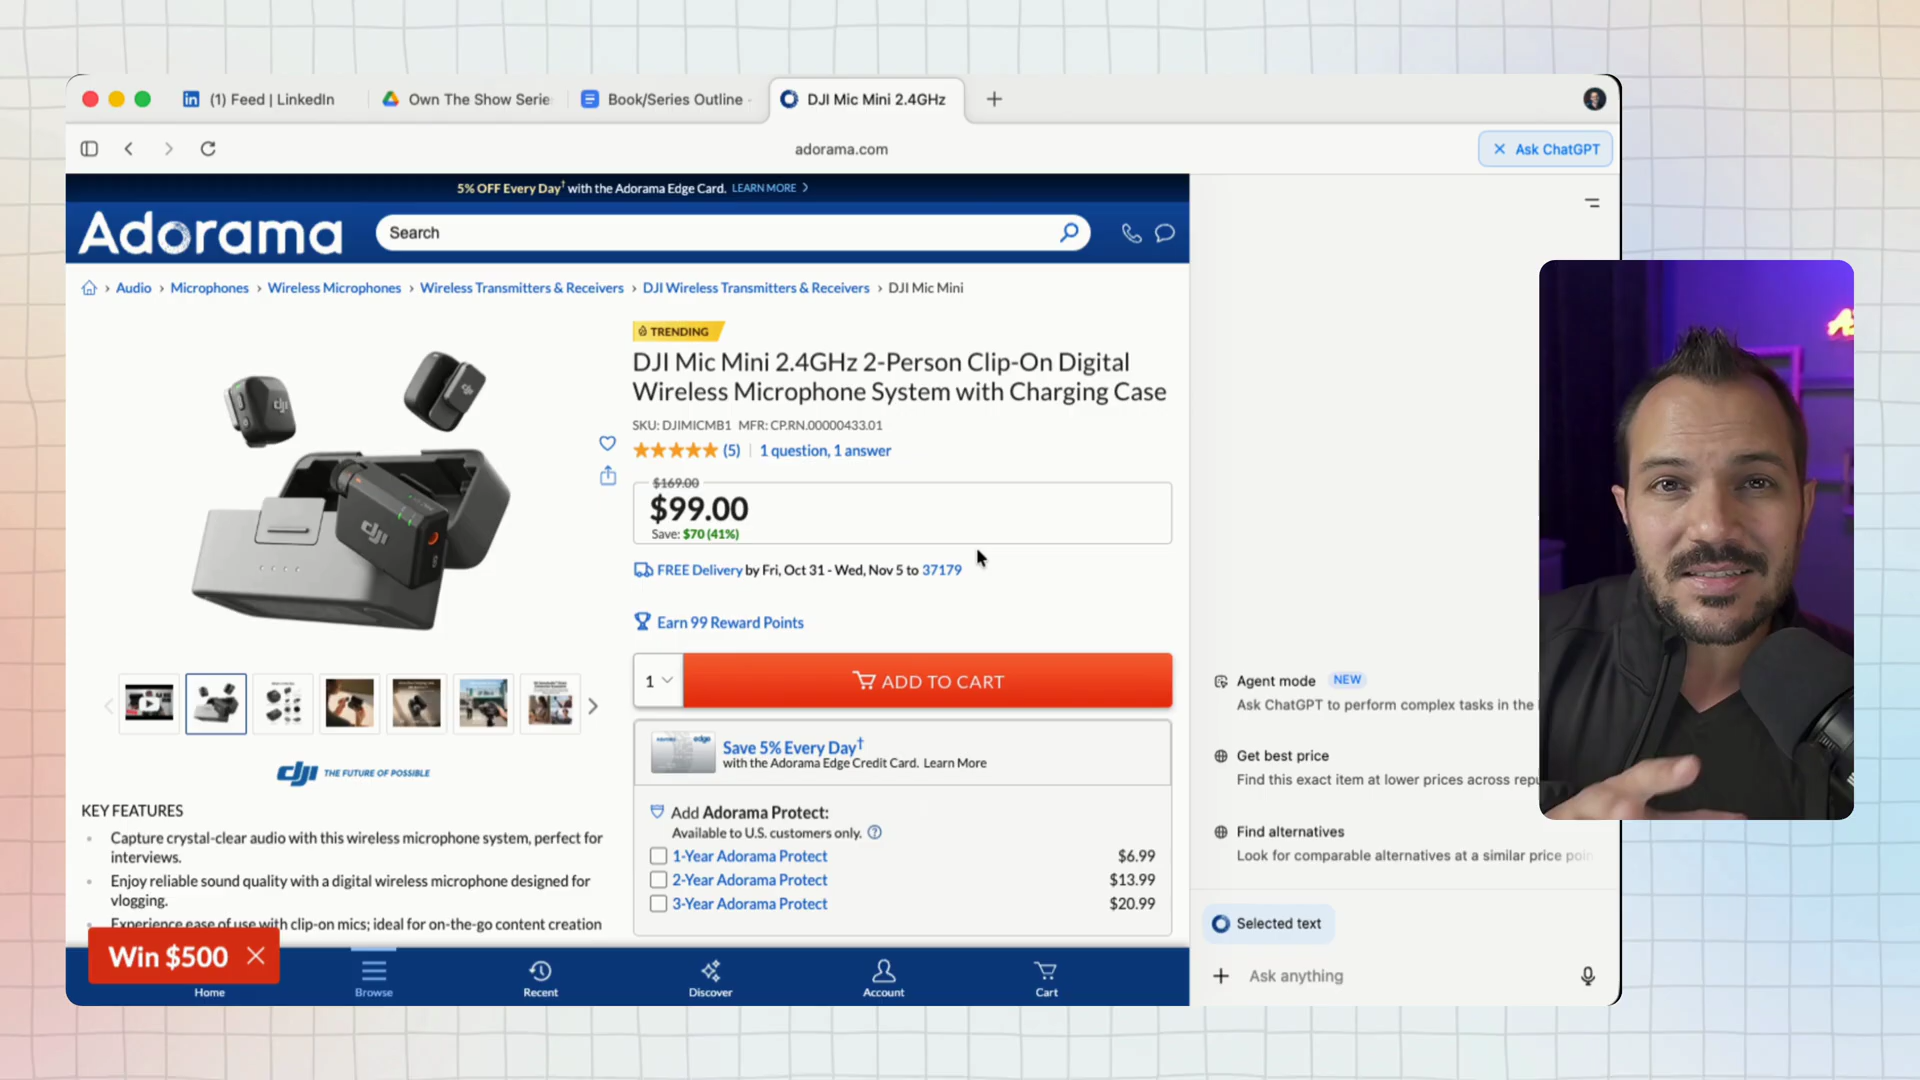 (1) Feed | LinkedIn
Own The Show Serie
Book/Series Outline
DJI Mic Mini 2.4GHz
adorama.com
Ask ChatGPT
5% OFF Every Day† with the Adorama Edge Card. LEARN MORE
Adorama
Search
Audio › Microphones › Wireless Microphones › Wireless Transmitters & Receivers › DJI Wireless Transmitters & Receivers › DJI Mic Mini
TRENDING
DJI Mic Mini 2.4GHz 2-Person Clip-On Digital
Wireless Microphone System with Charging Case
SKU: DJIMICMB1 MFR: CP.RN.00000433.01
(5) | 1 question, 1 answer
$169.00
$99.00
Save: $70 (41%)
FREE Delivery by Fri, Oct 31 - Wed, Nov 5 to 37179
Earn 99 Reward Points
1
ADD TO CART
Save 5% Every Day†
with the Adorama Edge Credit Card. Learn More
Add Adorama Protect:
Available to U.S. customers only.
1-Year Adorama Protect $6.99
2-Year Adorama Protect $13.99
3-Year Adorama Protect $20.99
dji THE FUTURE OF POSSIBLE
KEY FEATURES
Capture crystal-clear audio with this wireless microphone system, perfect for
interviews.
Enjoy reliable sound quality with a digital wireless microphone designed for
vlogging.
Experience ease of use with clip-on mics; ideal for on-the-go content creation
Win $500
Home
Browse
Recent
Discover
Account
Cart
Agent mode NEW
Ask ChatGPT to perform complex tasks in the
Get best price
Find this exact item at lower prices across repu
Find alternatives
Look for comparable alternatives at a similar price poin
Selected text
Ask anything